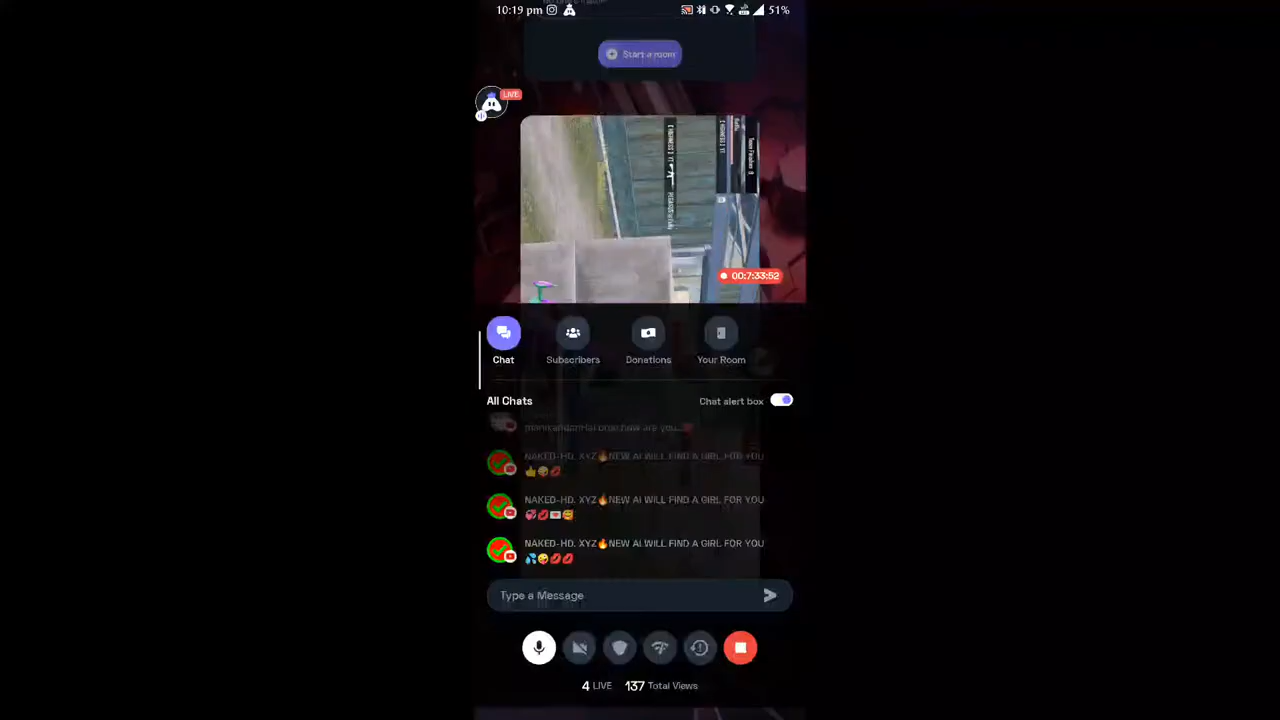 10:19 pm
51%
Start a room
LIVE
00:7:33:52
Chat
Subscribers
Donations
Your Room
All Chats
Chat alert box
how are you...
NAKED-HD. XYZ🔥NEW AI WILL FIND A GIRL FOR YOU
👍😜💋
NAKED-HD. XYZ🔥NEW AI WILL FIND A GIRL FOR YOU
💞💋💌🥰
NAKED-HD. XYZ🔥NEW AI WILL FIND A GIRL FOR YOU
💦😜💋💋
Type a Message
4 LIVE
137 Total Views